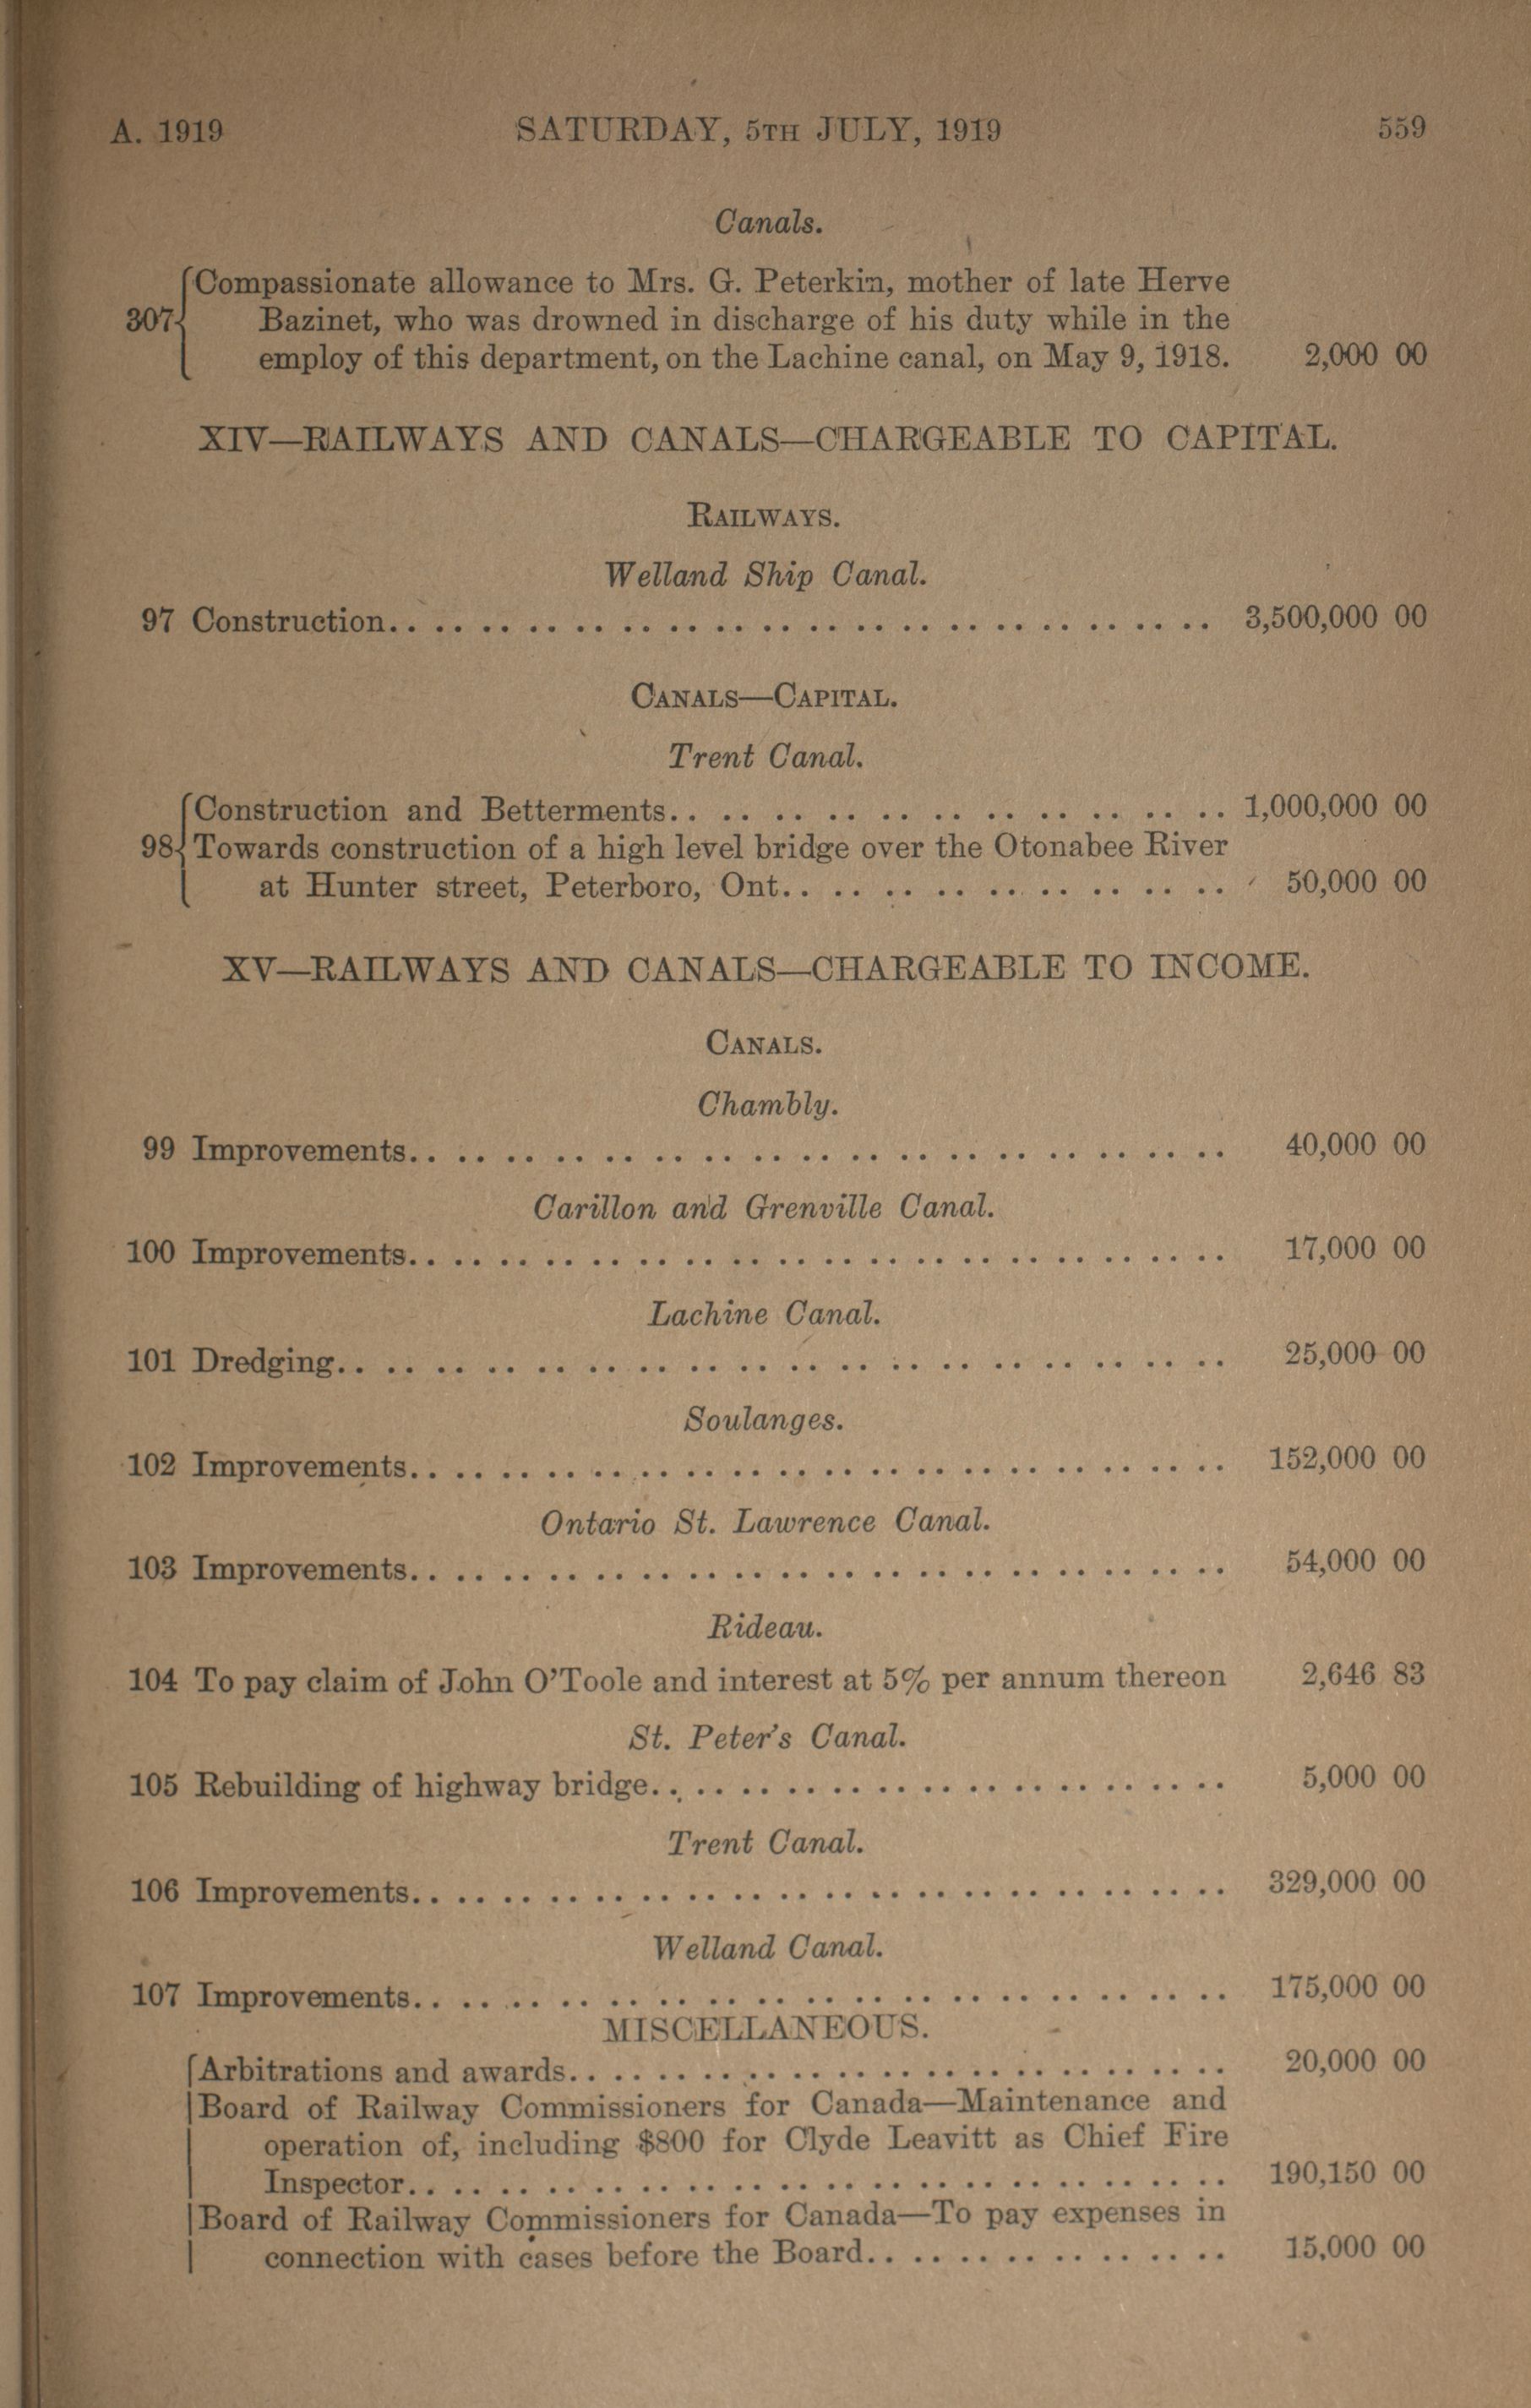 A. 1919 SATURDAY, 5TH JULY, 1919 559
Canals.
Compassionate allowance to Mrs. G. Peterkin, mother of late Herve
307 Bazinet, who was drowned in discharge of his duty while in the
employ of this department, on the Lachine canal, on May 9, 1918. 2,000 00
XIV—RAILWAYS AND CANALS—CHARGEABLE TO CAPITAL.
RAILWAYS.
Welland Ship Canal.
97 Construction.. .. .. .. .. .. .. .. .. .. .. .. .. .. .. .. .. .. 3,500,000 00
CANALS—CAPITAL.
Trent Canal.
Construction and Betterments.. .. .. .. .. .. .. .. .. .. .. 1,000,000 00
98 Towards construction of a high level bridge over the Otonabee River
at Hunter street, Peterboro, Ont.. .. .. .. .. .. .. .. .. 50,000 00
XV—RAILWAYS AND CANALS—CHARGEABLE TO INCOME.
CANALS.
Chambly.
99 Improvements.. .. .. .. .. .. .. .. .. .. .. .. .. .. .. .. .. 40,000 00
Carillon and Grenville Canal.
100 Improvements.. .. .. .. .. .. .. .. .. .. .. .. .. .. .. .. .. .. 17,000 00
Lachine Canal.
101 Dredging.. .. .. .. .. .. .. .. .. .. .. .. .. .. .. .. .. .. 25,000 00
Soulanges.
102 Improvements.. .. .. .. .. .. .. .. .. .. .. .. .. .. .. .. .. .. 152,000 00
Ontario St. Lawrence Canal.
103 Improvements.. .. .. .. .. .. .. .. .. .. .. .. .. .. .. .. .. .. 54,000 00
Rideau.
104 To pay claim of John O'Toole and interest at 5% per annum thereon 2,646 83
St. Peter's Canal.
105 Rebuilding of highway bridge.. .. .. .. .. .. .. .. .. .. .. .. .. 5,000 00
Trent Canal.
106 Improvements.. .. .. .. .. .. .. .. .. .. .. .. .. .. .. .. .. .. 329,000 00
Welland Canal.
107 Improvements.. .. .. .. .. .. .. .. .. .. .. .. .. .. .. .. .. 175,000 00
MISCELLANEOUS.
Arbitrations and awards.. .. .. .. .. .. .. .. .. .. .. .. .. .. .. 20,000 00
Board of Railway Commissioners for Canada—Maintenance and
operation of, including $800 for Clyde Leavitt as Chief Fire
Inspector.. .. .. .. .. .. .. .. .. .. .. .. .. .. .. .. .. .. 190,150 00
Board of Railway Commissioners for Canada—To pay expenses in
connection with cases before the Board.. .. .. .. .. .. .. .. 15,000 00